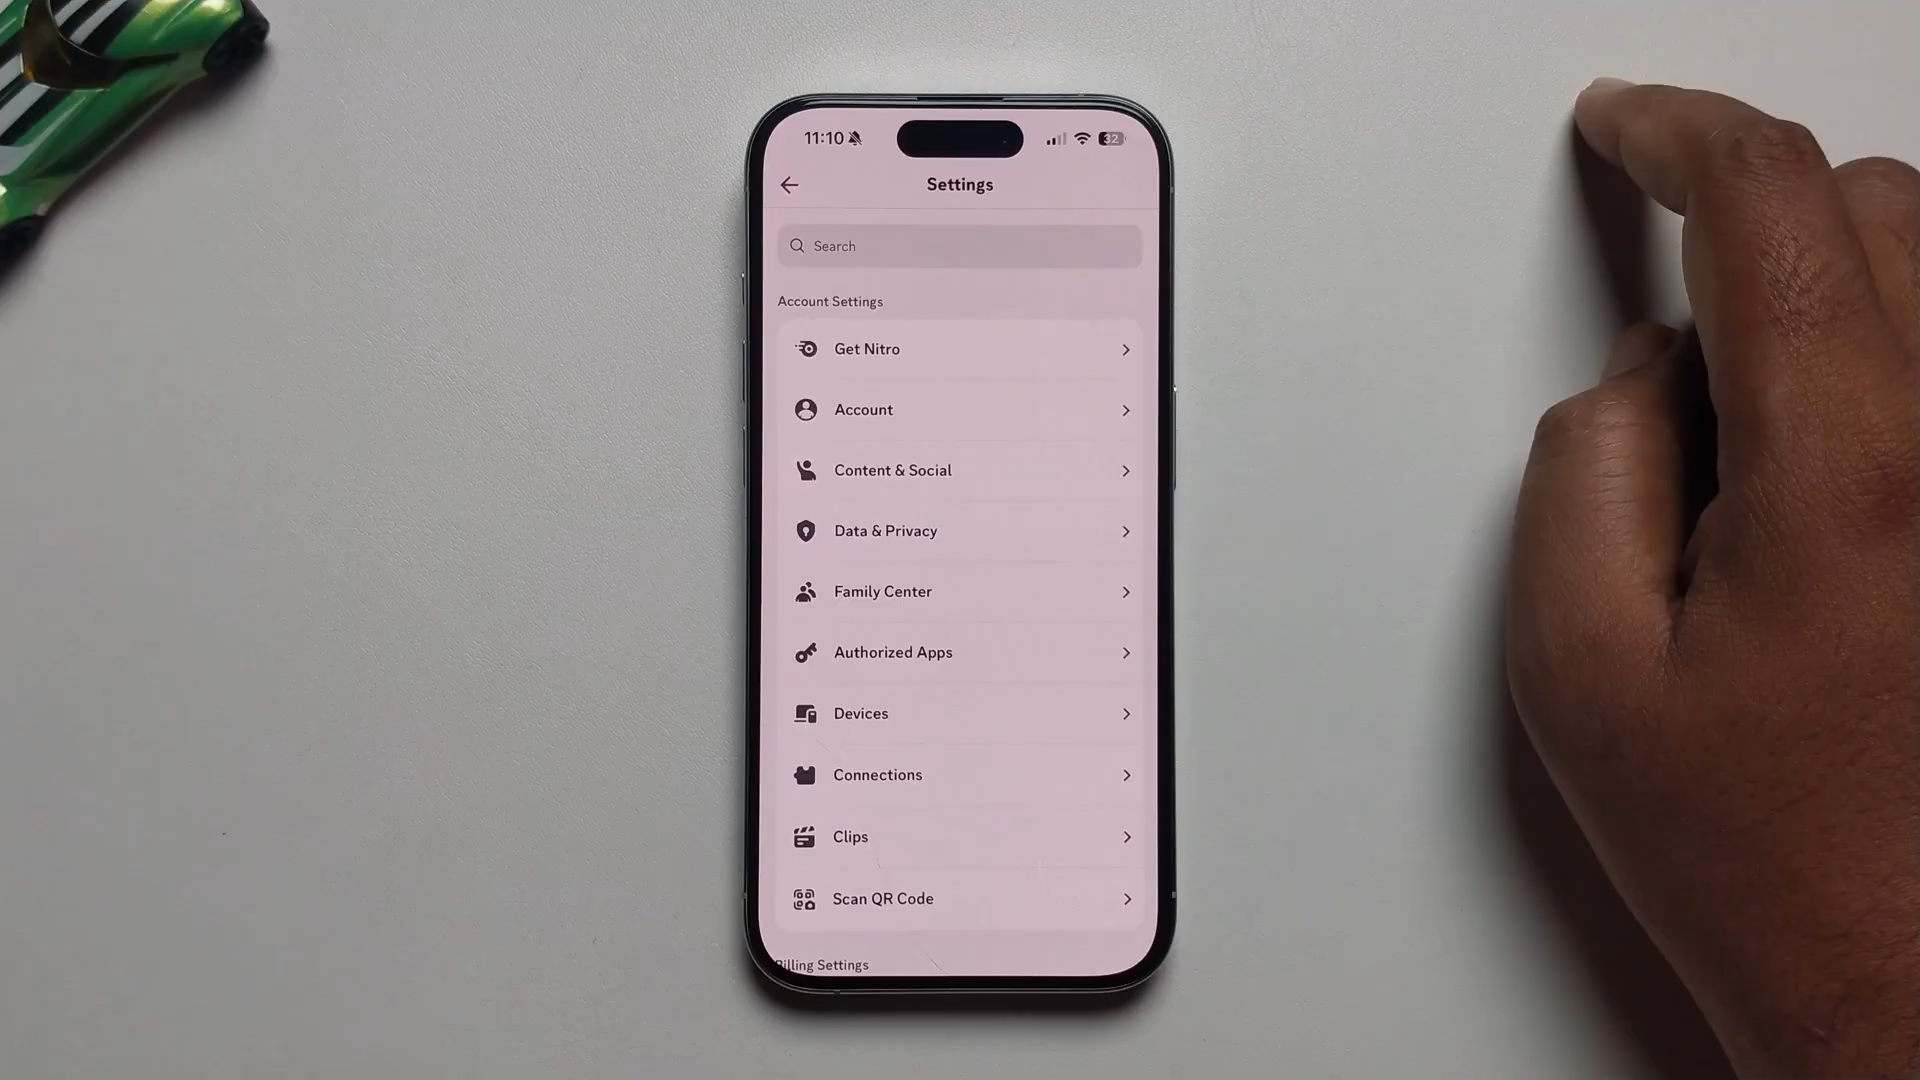 11:10
32
Settings
Search
Account Settings
Get Nitro
Account
Content & Social
Data & Privacy
Family Center
Authorized Apps
Devices
Connections
Clips
Scan QR Code
Billing Settings